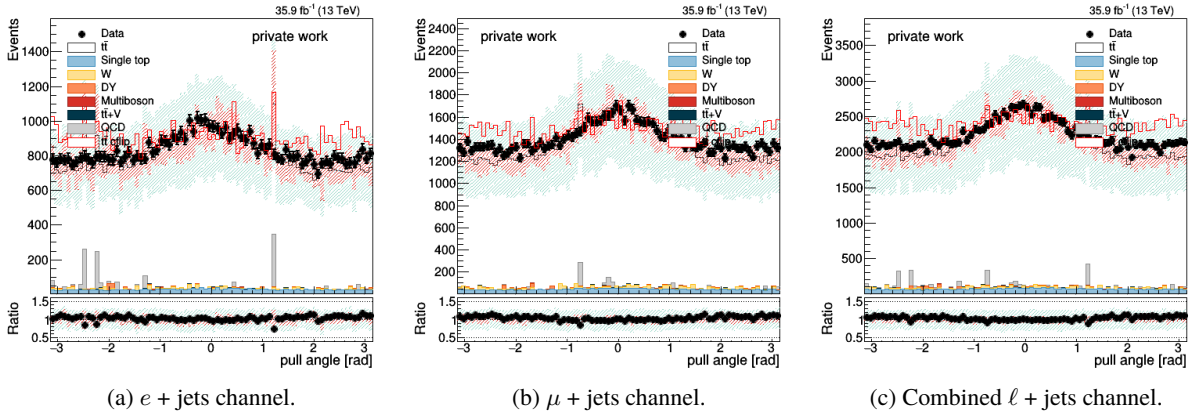 35.9 fb⁻¹ (13 TeV)
Events
private work
Data
tt̄
Single top
W
DY
Multiboson
tt̄+V
QCD
1400
1200
1000
800
600
400
200
Ratio
1.5
1
0.5
−3 −2 −1 0 1 2 3
pull angle [rad]
(a) e + jets channel.
35.9 fb⁻¹ (13 TeV)
Events
private work
Data
tt̄
Single top
W
DY
Multiboson
tt̄+V
QCD
2400
2200
2000
1800
1600
1400
1200
1000
800
600
400
200
Ratio
1.5
1
0.5
−3 −2 −1 0 1 2 3
pull angle [rad]
(b) μ + jets channel.
35.9 fb⁻¹ (13 TeV)
Events
private work
Data
tt̄
Single top
W
DY
Multiboson
tt̄+V
QCD
3500
3000
2500
2000
1500
1000
500
Ratio
1.5
1
0.5
−3 −2 −1 0 1 2 3
pull angle [rad]
(c) Combined ℓ + jets channel.